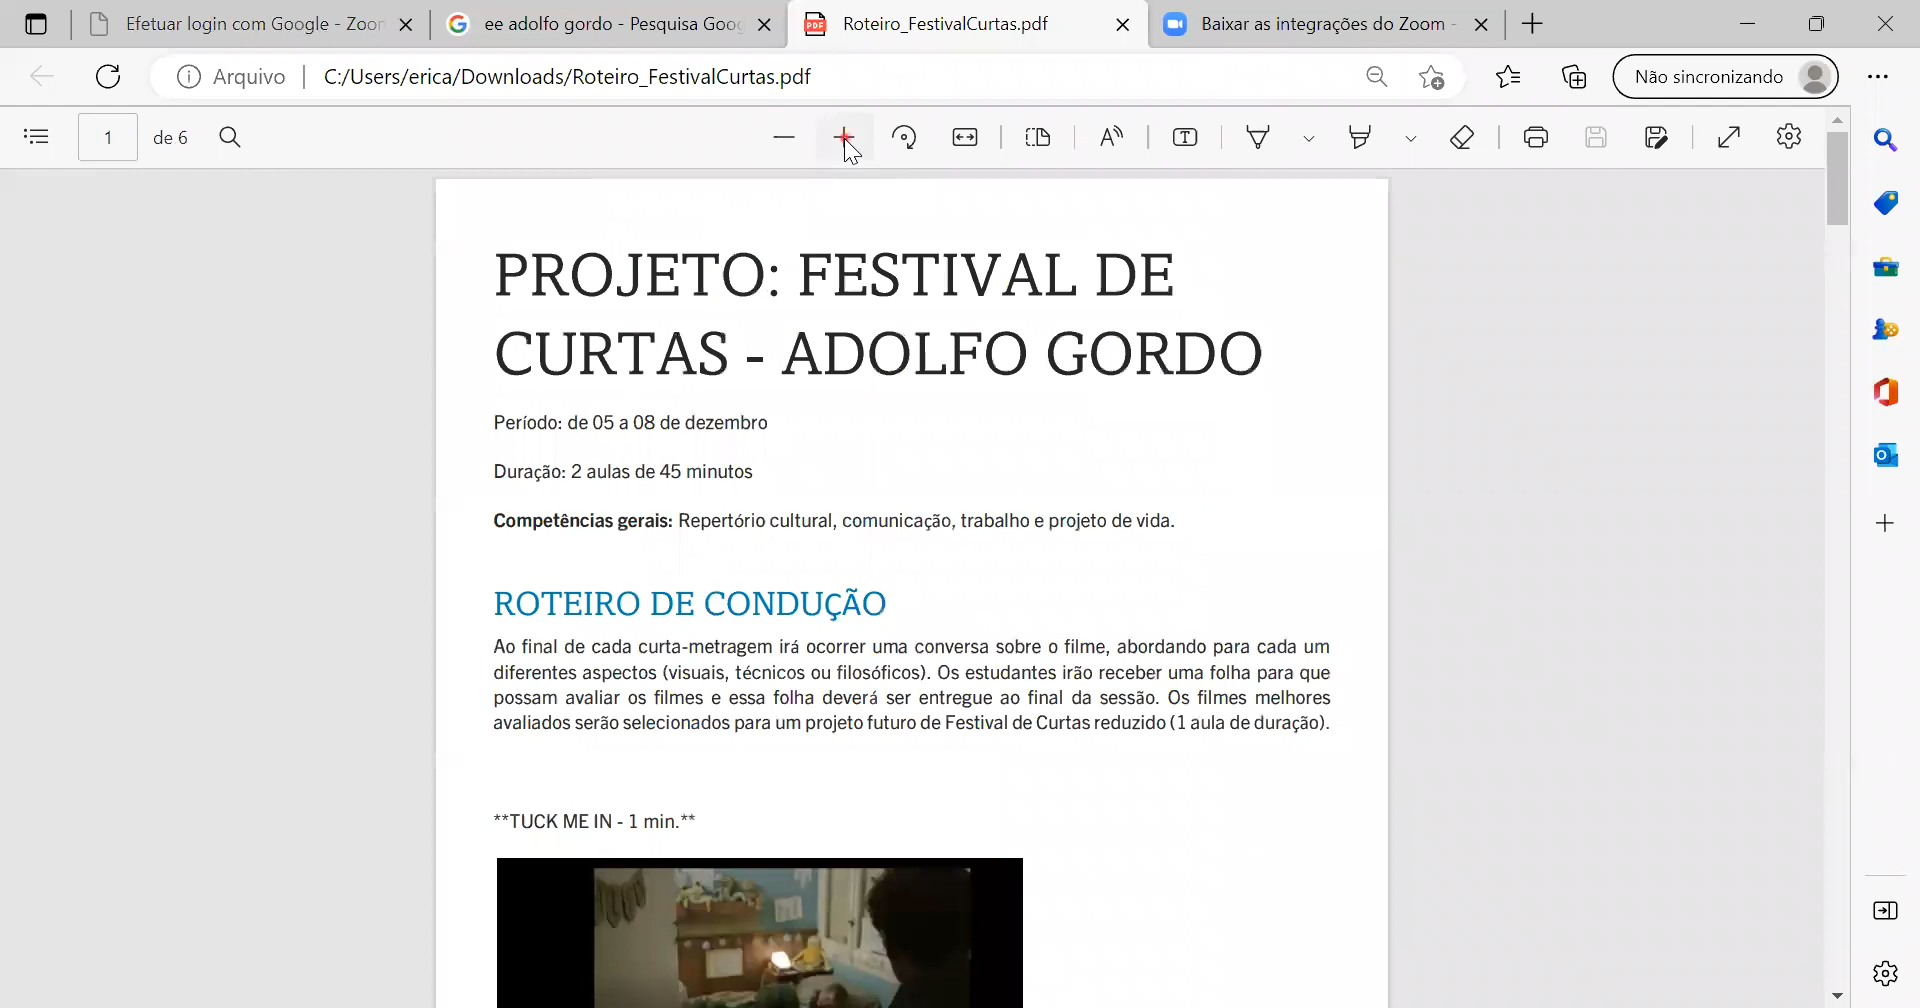 Efetuar login com Google - Zoom
ee adolfo gordo - Pesquisa Goog
Roteiro_FestivalCurtas.pdf
Baixar as integrações do Zoom -
Arquivo
C:/Users/erica/Downloads/Roteiro_FestivalCurtas.pdf
Não sincronizando
1
de 6
PROJETO: FESTIVAL DE
CURTAS - ADOLFO GORDO
Período: de 05 a 08 de dezembro
Duração: 2 aulas de 45 minutos
Competências gerais: Repertório cultural, comunicação, trabalho e projeto de vida.
ROTEIRO DE CONDUÇÃO
Ao final de cada curta-metragem irá ocorrer uma conversa sobre o filme, abordando para cada um
diferentes aspectos (visuais, técnicos ou filosóficos). Os estudantes irão receber uma folha para que
possam avaliar os filmes e essa folha deverá ser entregue ao final da sessão. Os filmes melhores
avaliados serão selecionados para um projeto futuro de Festival de Curtas reduzido (1 aula de duração).
**TUCK ME IN - 1 min.**